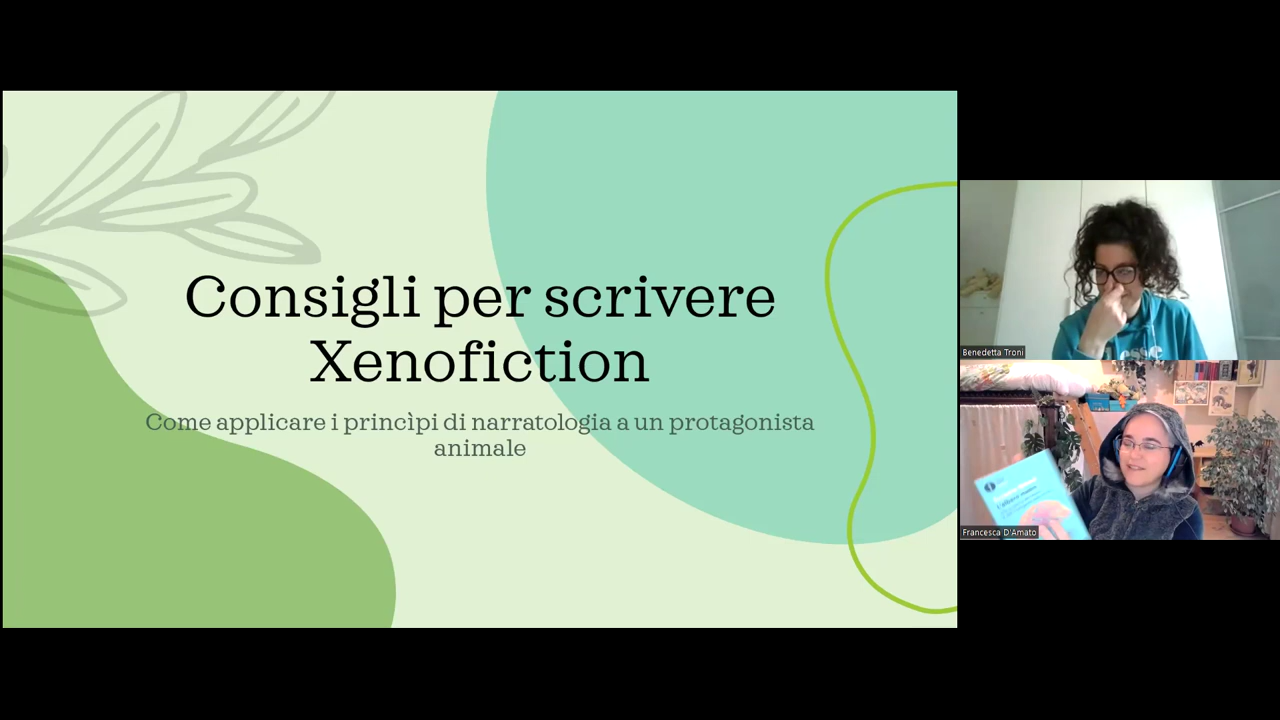 Consigli per scrivere
Xenofiction
Come applicare i princìpi di narratologia a un protagonista
animale
Benedetta Troni
Francesca D'Amato